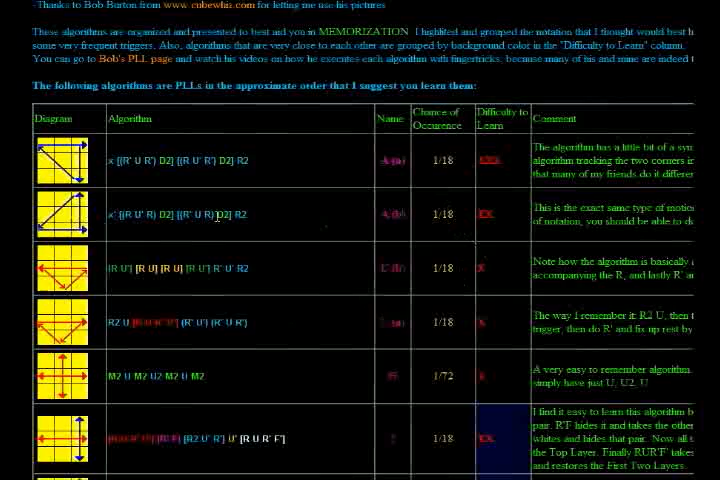 - Thanks to Bob Burton from www.cubewhiz.com for letting me use his pictures
These algorithms are organized and presented to best aid you in MEMORIZATION. I highlited and grouped the notation that I thought would best h
some very frequent triggers. Also, algorithms that are very close to each other are grouped by background color in the "Difficulty to Learn" column.
You can go to Bob's PLL page and watch his videos on how he executes each algorithm with fingertricks, because many of his and mine are indeed t
The following algorithms are PLLs in the approximate order that I suggest you learn them:
Diagram Algorithm Name Chance of Occurence Difficulty to Learn Comment
x [(R' U R') D2] [(R U' R') D2] R2 1/18 The algorithm has a little bit of a sym
algorithm tracking the two corners in
that many of my friends do it differen
x' [(R U' R) D2] [(R' U R) D2] R2 1/18 This is the exact same type of motion
of notation, you should be able to do
(R U') [R U] [R U] [R U'] R' U' R2 1/18 Note how the algorithm is basically
accompanying the R, and lastly R' a
R2 U (R' U') (R' U R') 1/18 The way I remember it: R2 U, then t
trigger, then do R' and fix up rest by
M2 U M2 U2 M2 U M2 1/72 A very easy to remember algorithm.
simply have just U, U2, U
(R2 U' R') U' [R U R' F'] 1/18 I find it easy to learn this algorithm b
pair. R'F hides it and takes the other
whites and hides that pair. Now all t
the Top Layer. Finally RUR'F' takes
and restores the First Two Layers.